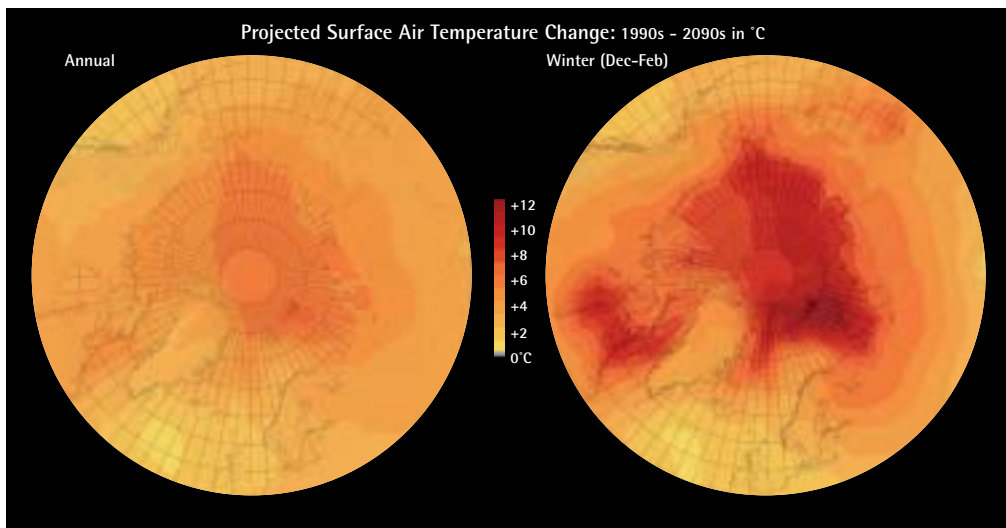 Projected Surface Air Temperature Change: 1990s - 2090s in °C
Annual
Winter (Dec-Feb)
+12
+10
+8
+6
+4
+2
0°C